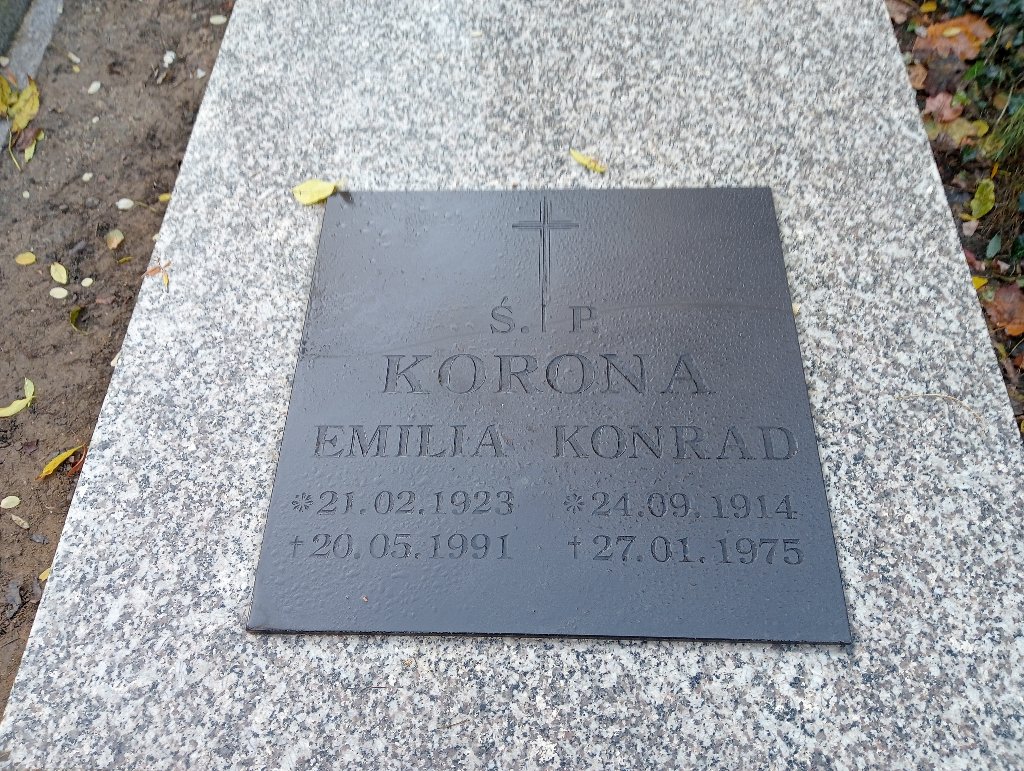 Ś. P.
KORONA
EMILIA KONRAD
*21.02.1923 *24.09.1914
†20.05.1991 †27.01.1975